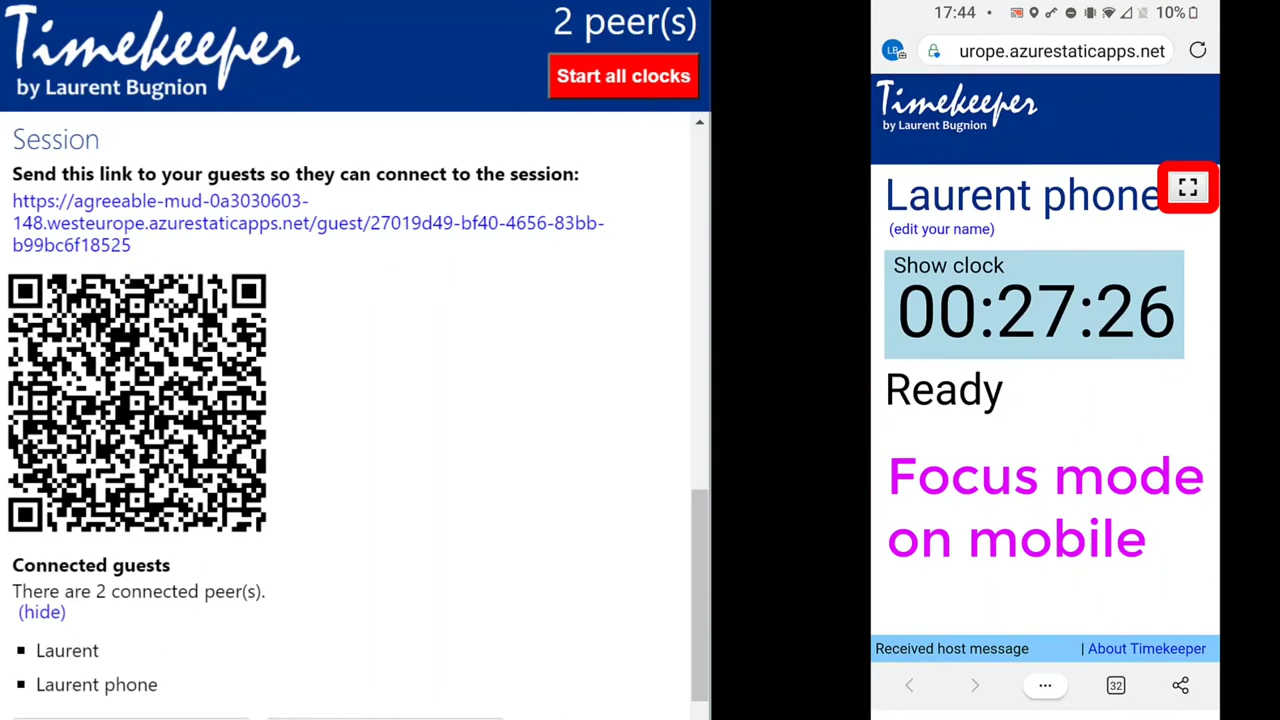 Timekeeper
by Laurent Bugnion
2 peer(s)
Start all clocks
Session
Send this link to your guests so they can connect to the session:
https://agreeable-mud-0a3030603-
148.westeurope.azurestaticapps.net/guest/27019d49-bf40-4656-83bb-
b99bc6f18525
Connected guests
There are 2 connected peer(s).
(hide)
Laurent
Laurent phone
17:44
10%
LB
urope.azurestaticapps.net
Timekeeper
by Laurent Bugnion
Laurent phone
(edit your name)
Show clock
00:27:26
Ready
Focus mode
on mobile
Received host message
| About Timekeeper
32